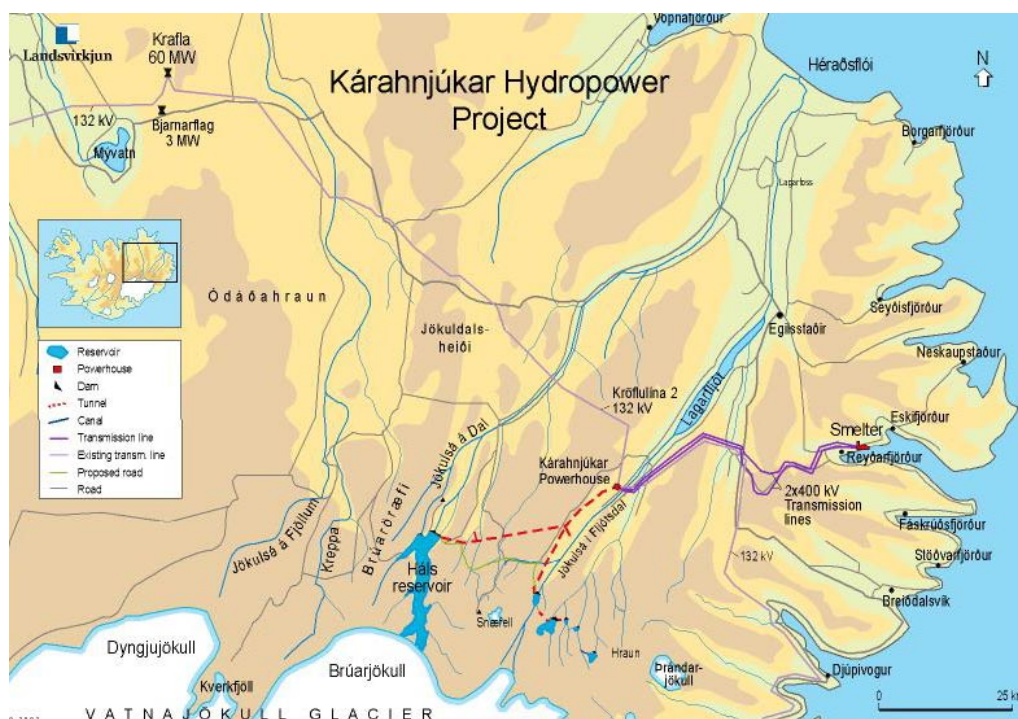 Landsvirkjun
Krafla
60 MW
132 kV
Bjarnarflag
3 MW
Mývatn
Kárahnjúkar Hydropower
Project
Vopnafjörður
Héraðsflói
N
Borgarfjörður
Lagarfoss
Ódáðahraun
Jökuldals-
heiði
Seyðisfjörður
Egilsstaðir
Neskaupstaður
Reservoir
Powerhouse
Dam
Tunnel
Canal
Transmission line
Existing transm. line
Proposed road
Road
Kröflulína 2
132 kV
Lagarfljót
Eskifjörður
Smelter
Reyðarfjörður
Jökulsá á Dal
Kárahnjúkar
Powerhouse
2x400 kV
Transmission
lines
Fáskrúðsfjörður
Jökulsá á Fjöllum
Kreppa
Brúaröræfi
Háls
reservoir
Jökulsá í Fljótsdal
Stöðvarfjörður
132 kV
Breiðdalsvík
Snæfell
Hraun
Dyngjujökull
Brúarjökull
Þrándar-
jökull
Djúpivogur
Kverkfjöll
VATNAJÖKULL GLACIER
0 25 km